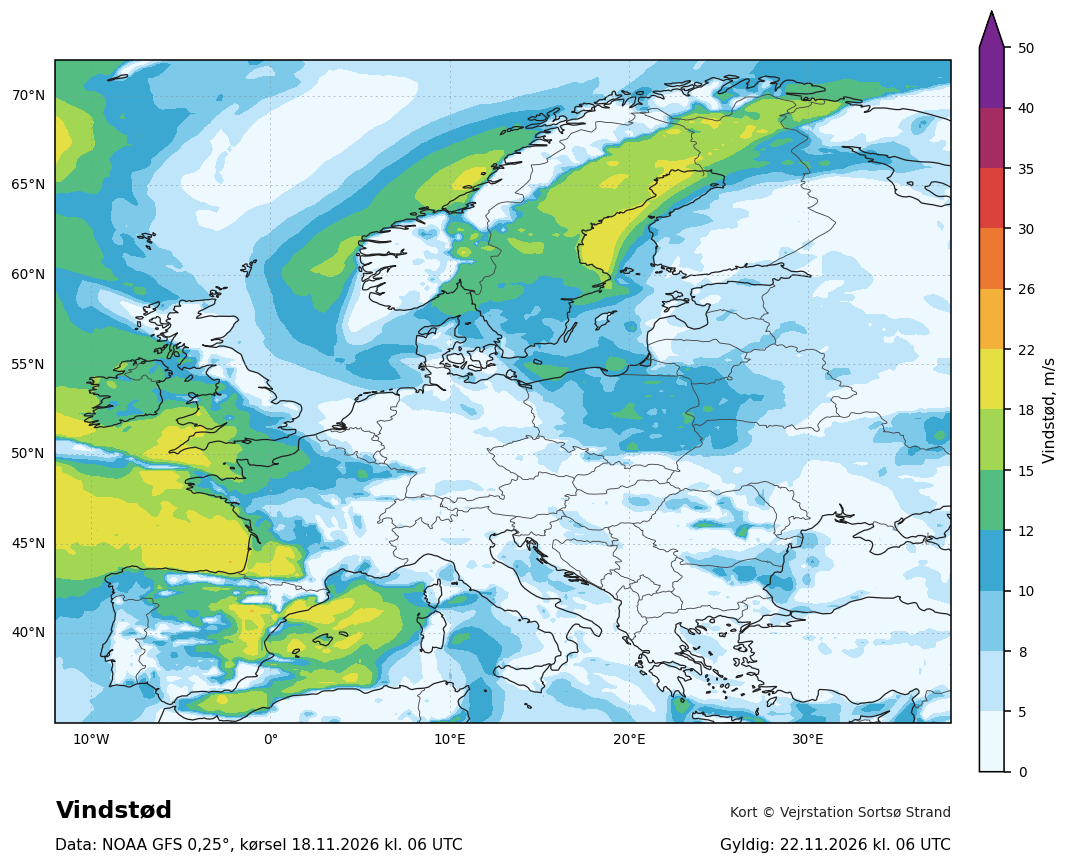 50
40
35
30
26
22
18
15
12
10
8
5
0
Vindstød, m/s
70°N
65°N
60°N
55°N
50°N
45°N
40°N
10°W
0°
10°E
20°E
30°E
Vindstød
Kort © Vejrstation Sortsø Strand
Data: NOAA GFS 0,25°, kørsel 18.11.2026 kl. 06 UTC
Gyldig: 22.11.2026 kl. 06 UTC